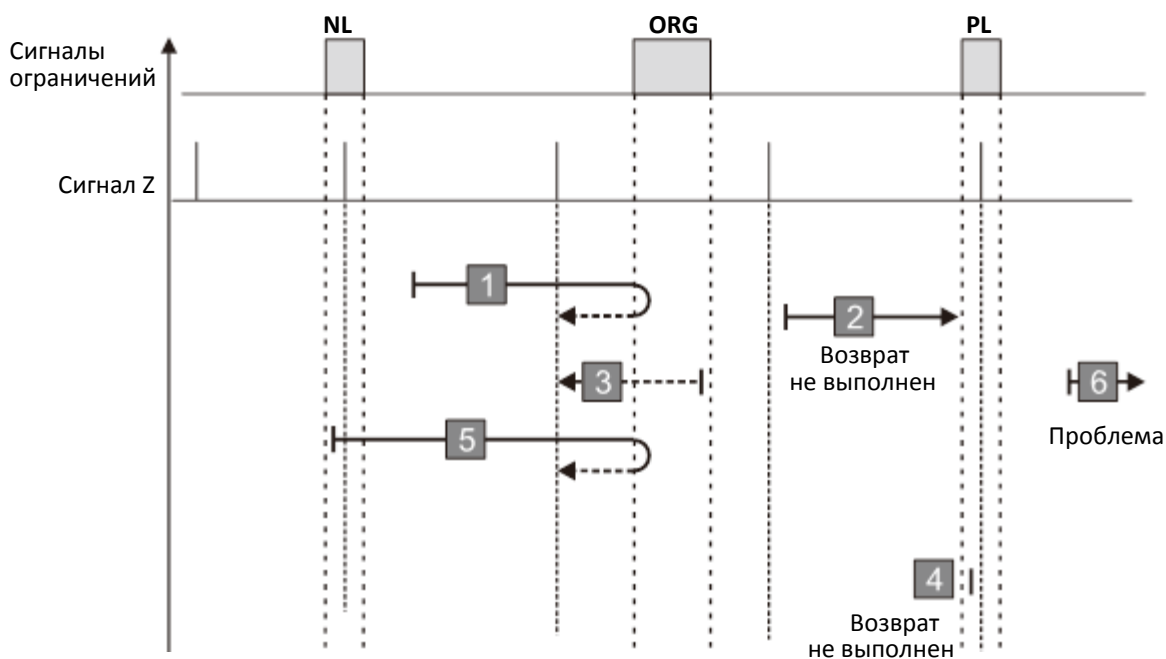 NL
ORG
PL
Сигналы
ограничений
Сигнал Z
1
2
Возврат
не выполнен
3
6
5
Проблема
4
Возврат
не выполнен